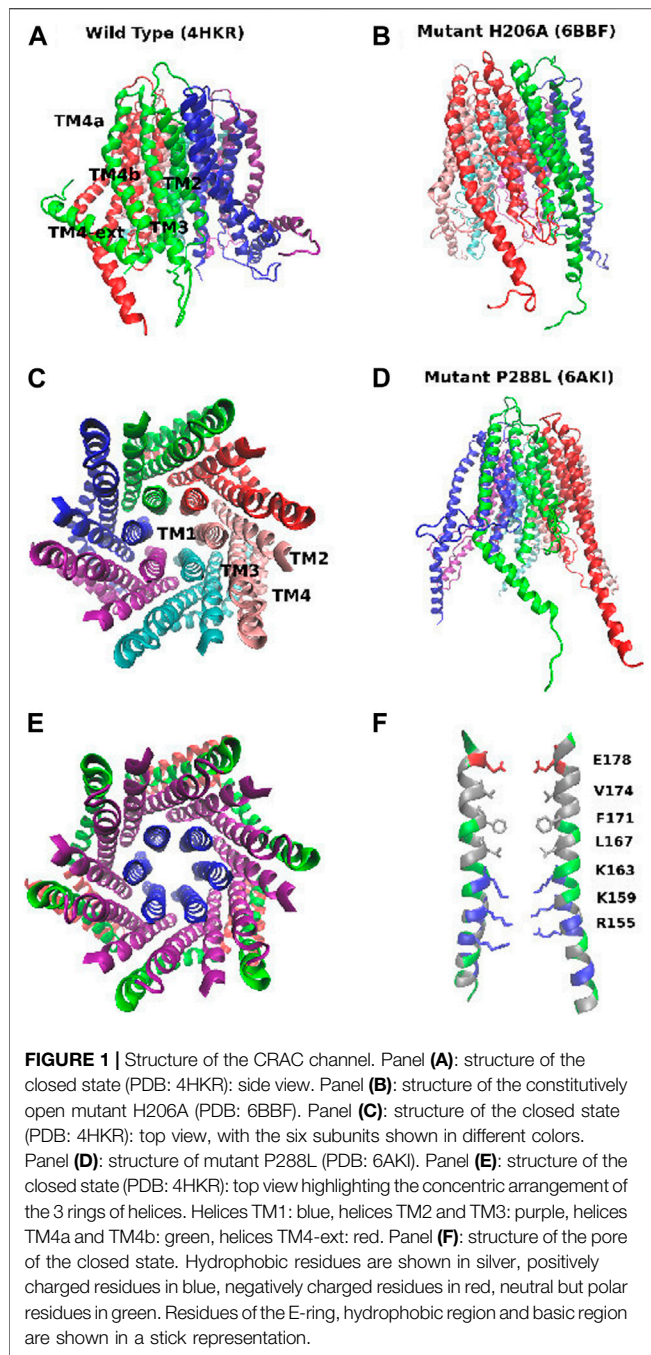 A
Wild Type (4HKR)
TM4a
TM4b
TM2
TM4-ext
TM3
B
Mutant H206A (6BBF)
C
TM1
TM2
TM3
TM4
D
Mutant P288L (6AKI)
E
F
E178
V174
F171
L167
K163
K159
R155
FIGURE 1 | Structure of the CRAC channel. Panel (A): structure of the
closed state (PDB: 4HKR): side view. Panel (B): structure of the constitutively
open mutant H206A (PDB: 6BBF). Panel (C): structure of the closed state
(PDB: 4HKR): top view, with the six subunits shown in different colors.
Panel (D): structure of mutant P288L (PDB: 6AKI). Panel (E): structure of the
closed state (PDB: 4HKR): top view highlighting the concentric arrangement of
the 3 rings of helices. Helices TM1: blue, helices TM2 and TM3: purple, helices
TM4a and TM4b: green, helices TM4-ext: red. Panel (F): structure of the pore
of the closed state. Hydrophobic residues are shown in silver, positively
charged residues in blue, negatively charged residues in red, neutral but polar
residues in green. Residues of the E-ring, hydrophobic region and basic region
are shown in a stick representation.